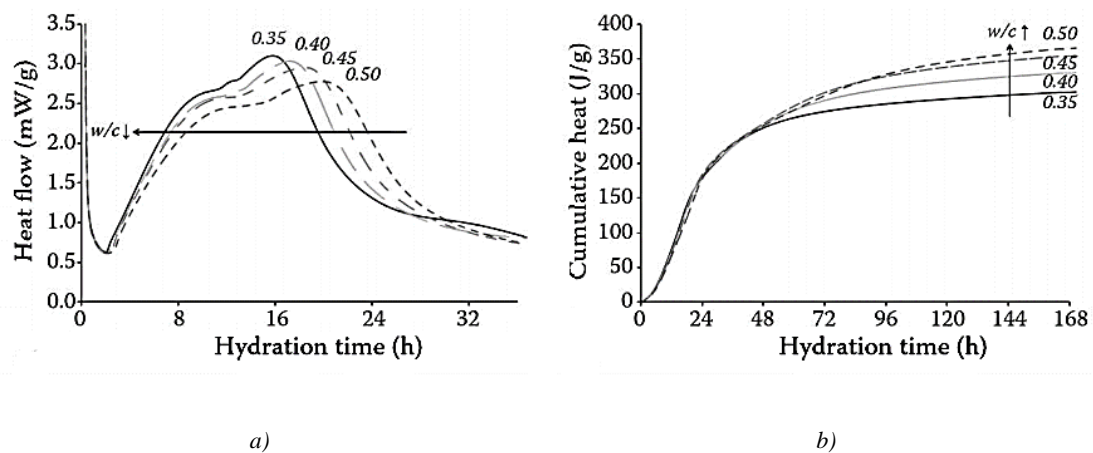 3.5
3.0
2.5
2.0
1.5
1.0
0.5
0.0
Heat flow (mW/g)
0.35
0.40
0.45
0.50
w/c↓
0 8 16 24 32
Hydration time (h)
a)
400
350
300
250
200
150
100
50
0
Cumulative heat (J/g)
w/c↑
0.50
0.45
0.40
0.35
0 24 48 72 96 120 144 168
Hydration time (h)
b)